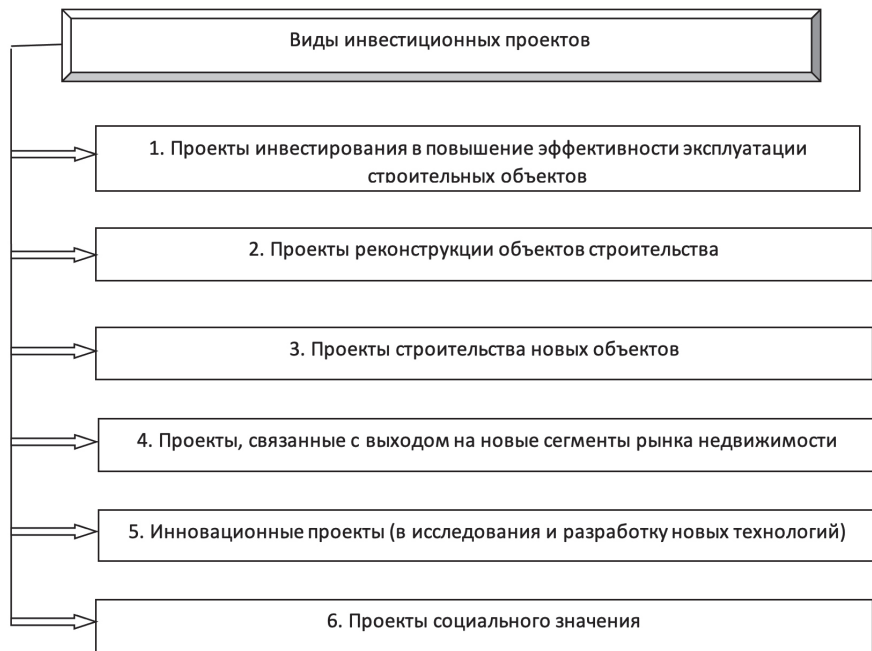 Виды инвестиционных проектов
1. Проекты инвестирования в повышение эффективности эксплуатации
строительных объектов
2. Проекты реконструкции объектов строительства
3. Проекты строительства новых объектов
4. Проекты, связанные с выходом на новые сегменты рынка недвижимости
5. Инновационные проекты (в исследования и разработку новых технологий)
6. Проекты социального значения